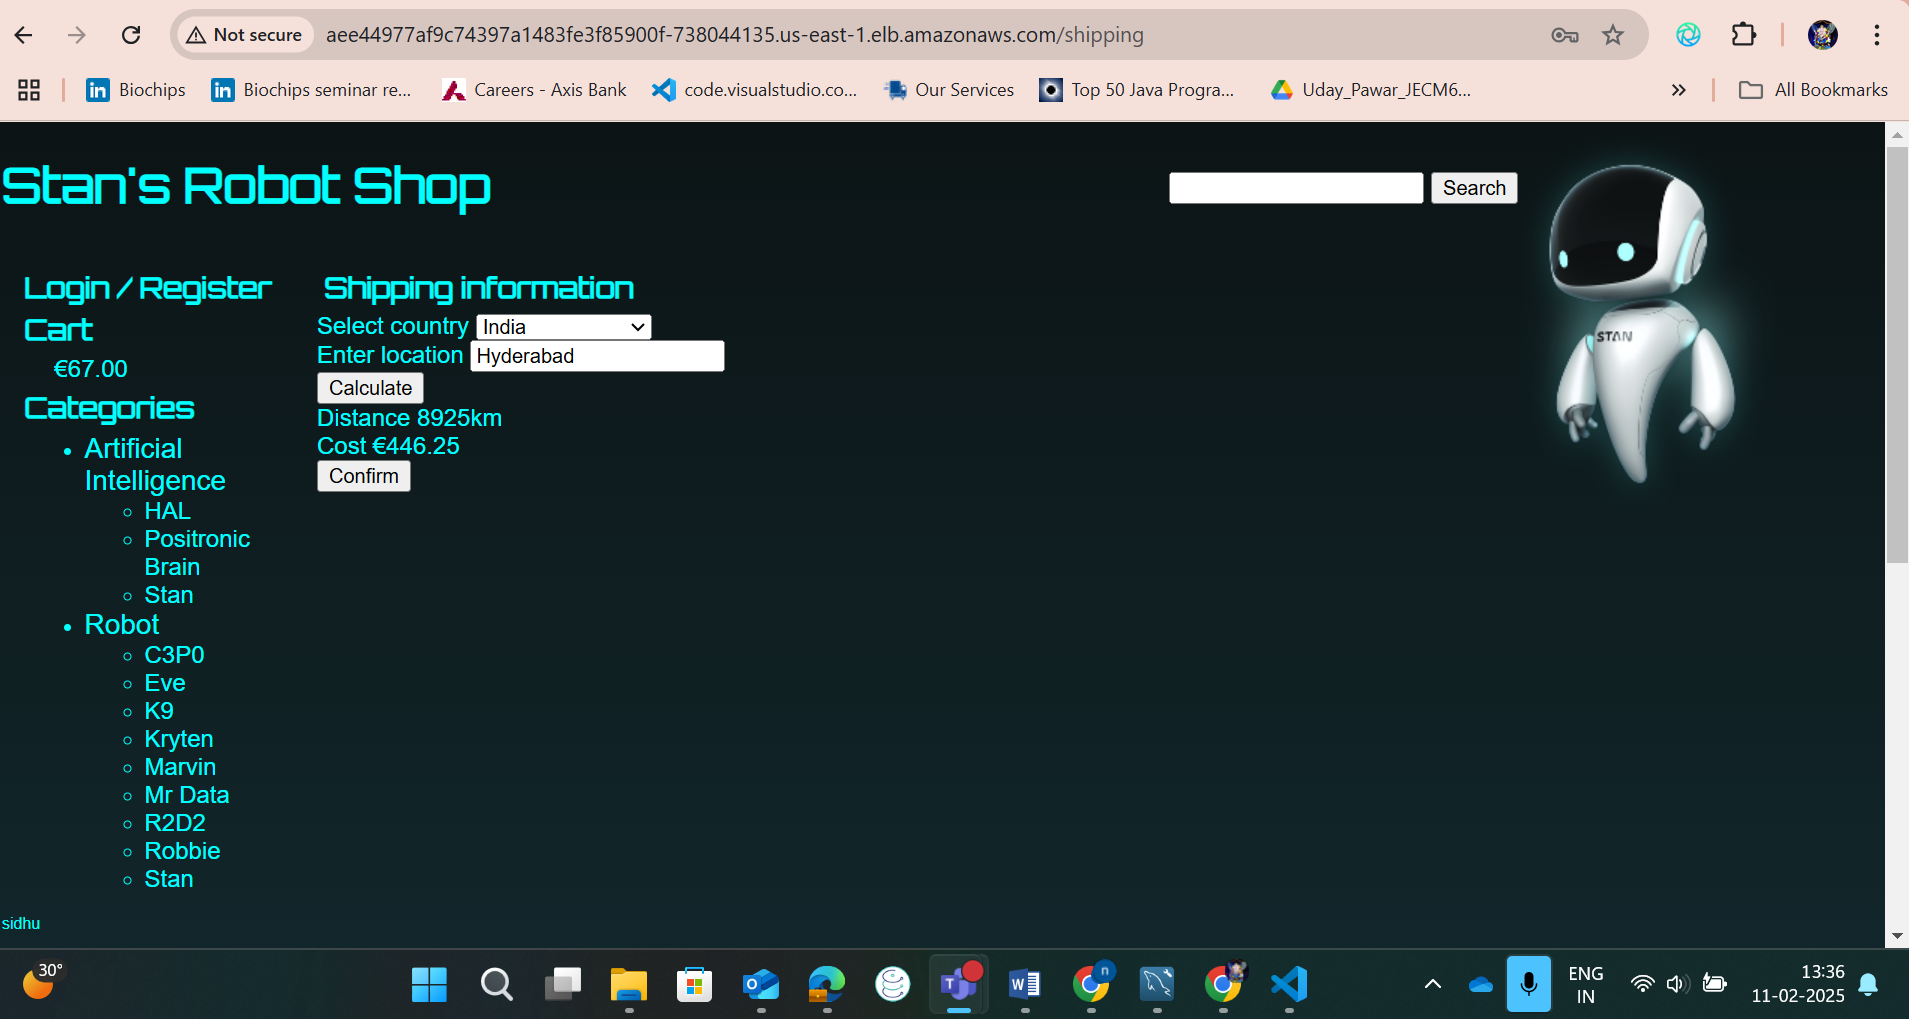 Not secure
aee44977af9c74397a1483fe3f85900f-738044135.us-east-1.elb.amazonaws.com/shipping
Biochips
Biochips seminar re...
Careers - Axis Bank
code.visualstudio.co...
Our Services
Top 50 Java Progra...
Uday_Pawar_JECM6...
»
All Bookmarks
Stan's Robot Shop
Search
STAN
Login / Register
Cart
€67.00
Categories
Artificial
Intelligence
HAL
Positronic
Brain
Stan
Robot
C3P0
Eve
K9
Kryten
Marvin
Mr Data
R2D2
Robbie
Stan
Shipping information
Select country India
Enter location Hyderabad
Calculate
Distance 8925km
Cost €446.25
Confirm
sidhu
30°
n
ENG
IN
13:36
11-02-2025